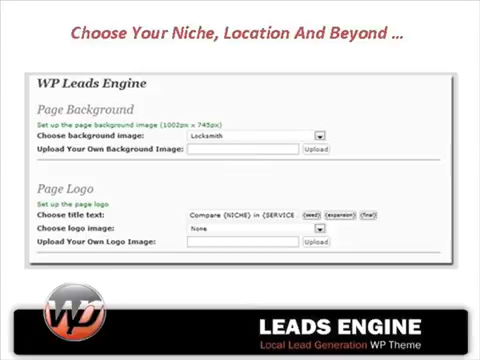 Choose Your Niche, Location And Beyond ...
WP Leads Engine
Page Background
Set up the page background image (1002px x 745px)
Choose background image: Locksmith
Upload Your Own Background Image: Upload
Page Logo
Set up the page logo
Choose title text: Compare {NICHE} in {SERVICE (seed) (expansion) (fine)
Choose logo image: None
Upload Your Own Logo Image: Upload
WP
LEADS ENGINE
Local Lead Generation WP Theme